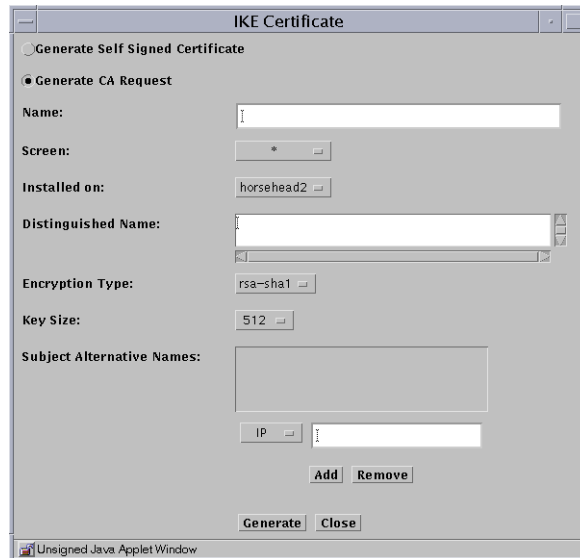 IKE Certificate
Generate Self Signed Certificate
Generate CA Request
Name:
Screen: *
Installed on: horsehead2
Distinguished Name:
Encryption Type: rsa-sha1
Key Size: 512
Subject Alternative Names:
IP
Add Remove
Generate Close
Unsigned Java Applet Window